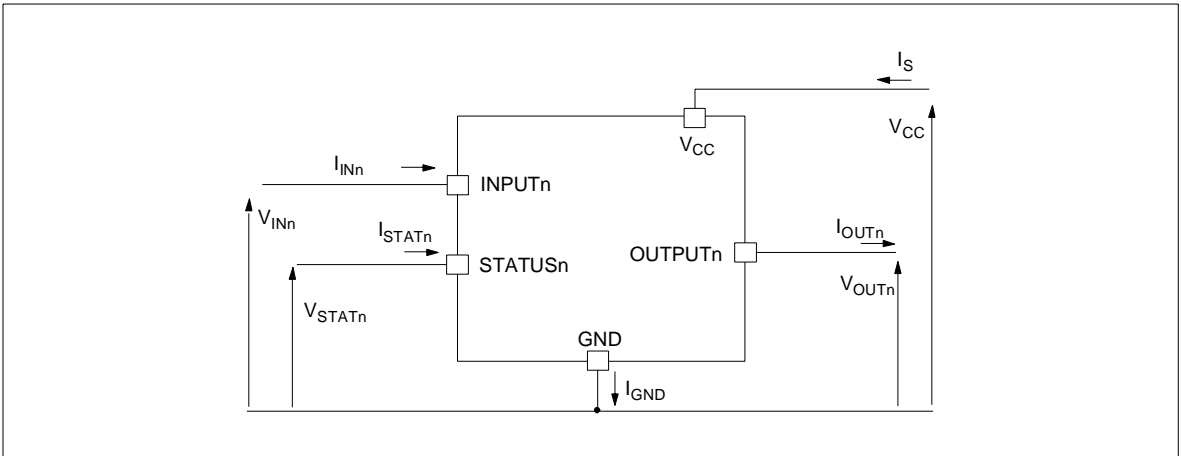 I_S
V_CC
V_CC
I_INn
INPUTn
V_INn
I_STATn
STATUSn
V_STATn
OUTPUTn
I_OUTn
V_OUTn
GND
I_GND